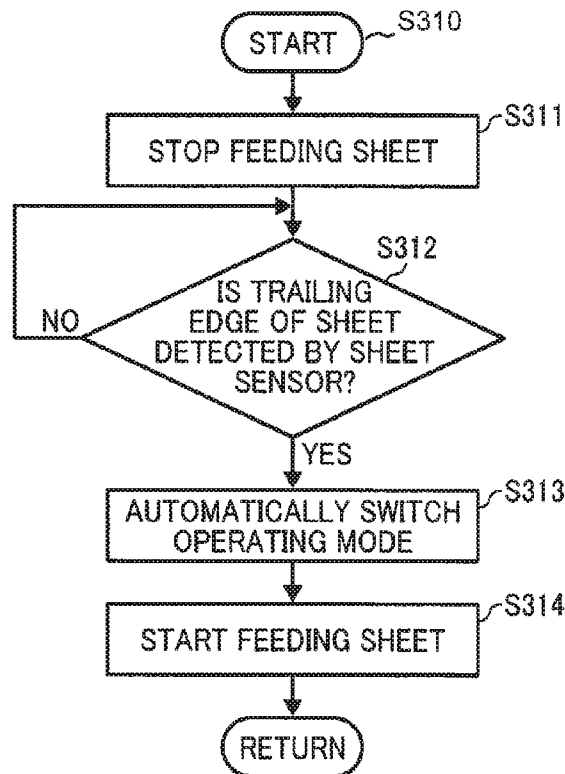 START
S310
STOP FEEDING SHEET
S311
S312
IS TRAILING
EDGE OF SHEET
DETECTED BY SHEET
SENSOR?
NO
YES
AUTOMATICALLY SWITCH
OPERATING MODE
S313
START FEEDING SHEET
S314
RETURN